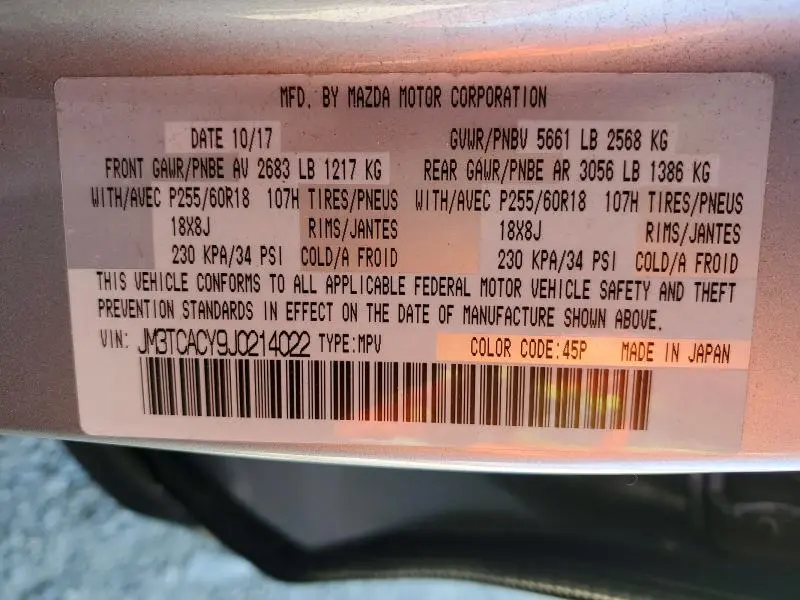 MFD. BY MAZDA MOTOR CORPORATION
DATE 10/17 GVWR/PNBV 5661 LB 2568 KG
FRONT GAWR/PNBE AV 2683 LB 1217 KG REAR GAWR/PNBE AR 3056 LB 1386 KG
WITH/AVEC P255/60R18 107H TIRES/PNEUS WITH/AVEC P255/60R18 107H TIRES/PNEUS
18X8J RIMS/JANTES 18X8J RIMS/JANTES
230 KPA/34 PSI COLD/A FROID 230 KPA/34 PSI COLD/A FROID
THIS VEHICLE CONFORMS TO ALL APPLICABLE FEDERAL MOTOR VEHICLE SAFETY AND THEFT
PREVENTION STANDARDS IN EFFECT ON THE DATE OF MANUFACTURE SHOWN ABOVE.
VIN: JM3TCACY9J0214022 TYPE:MPV COLOR CODE:45P MADE IN JAPAN